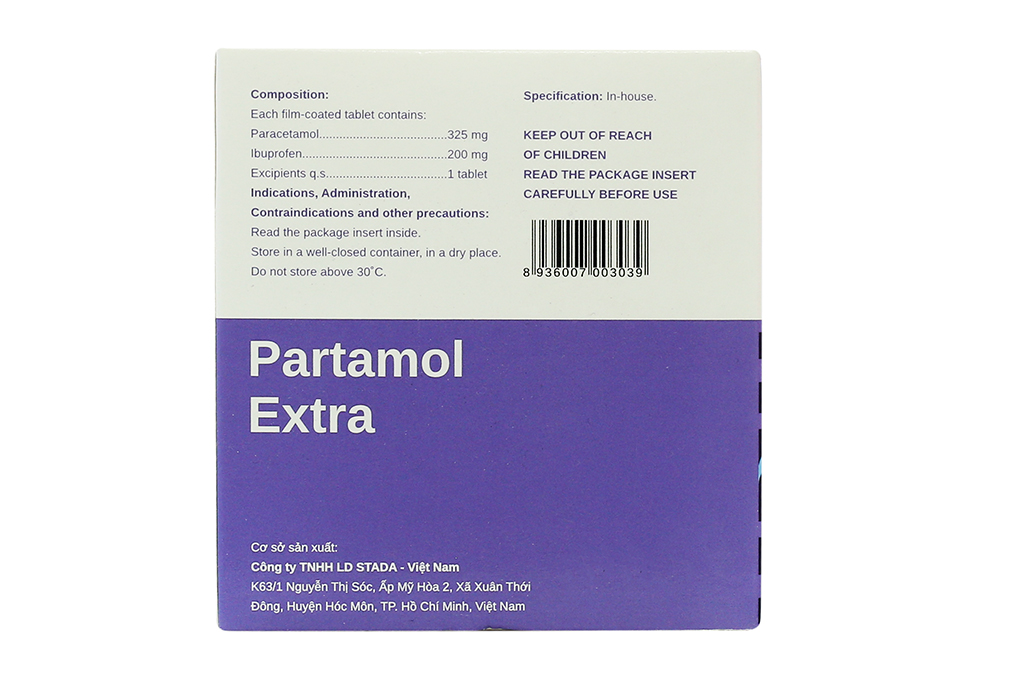 Composition:
Each film-coated tablet contains:
Paracetamol......................................325 mg
Ibuprofen...........................................200 mg
Excipients q.s....................................1 tablet
Indications, Administration,
Contraindications and other precautions:
Read the package insert inside.
Store in a well-closed container, in a dry place.
Do not store above 30˚C.
Specification: In-house.
KEEP OUT OF REACH
OF CHILDREN
READ THE PACKAGE INSERT
CAREFULLY BEFORE USE
8 936007 003039
Partamol
Extra
Cơ sở sản xuất:
Công ty TNHH LD STADA - Việt Nam
K63/1 Nguyễn Thị Sóc, Ấp Mỹ Hòa 2, Xã Xuân Thới
Đông, Huyện Hóc Môn, TP. Hồ Chí Minh, Việt Nam